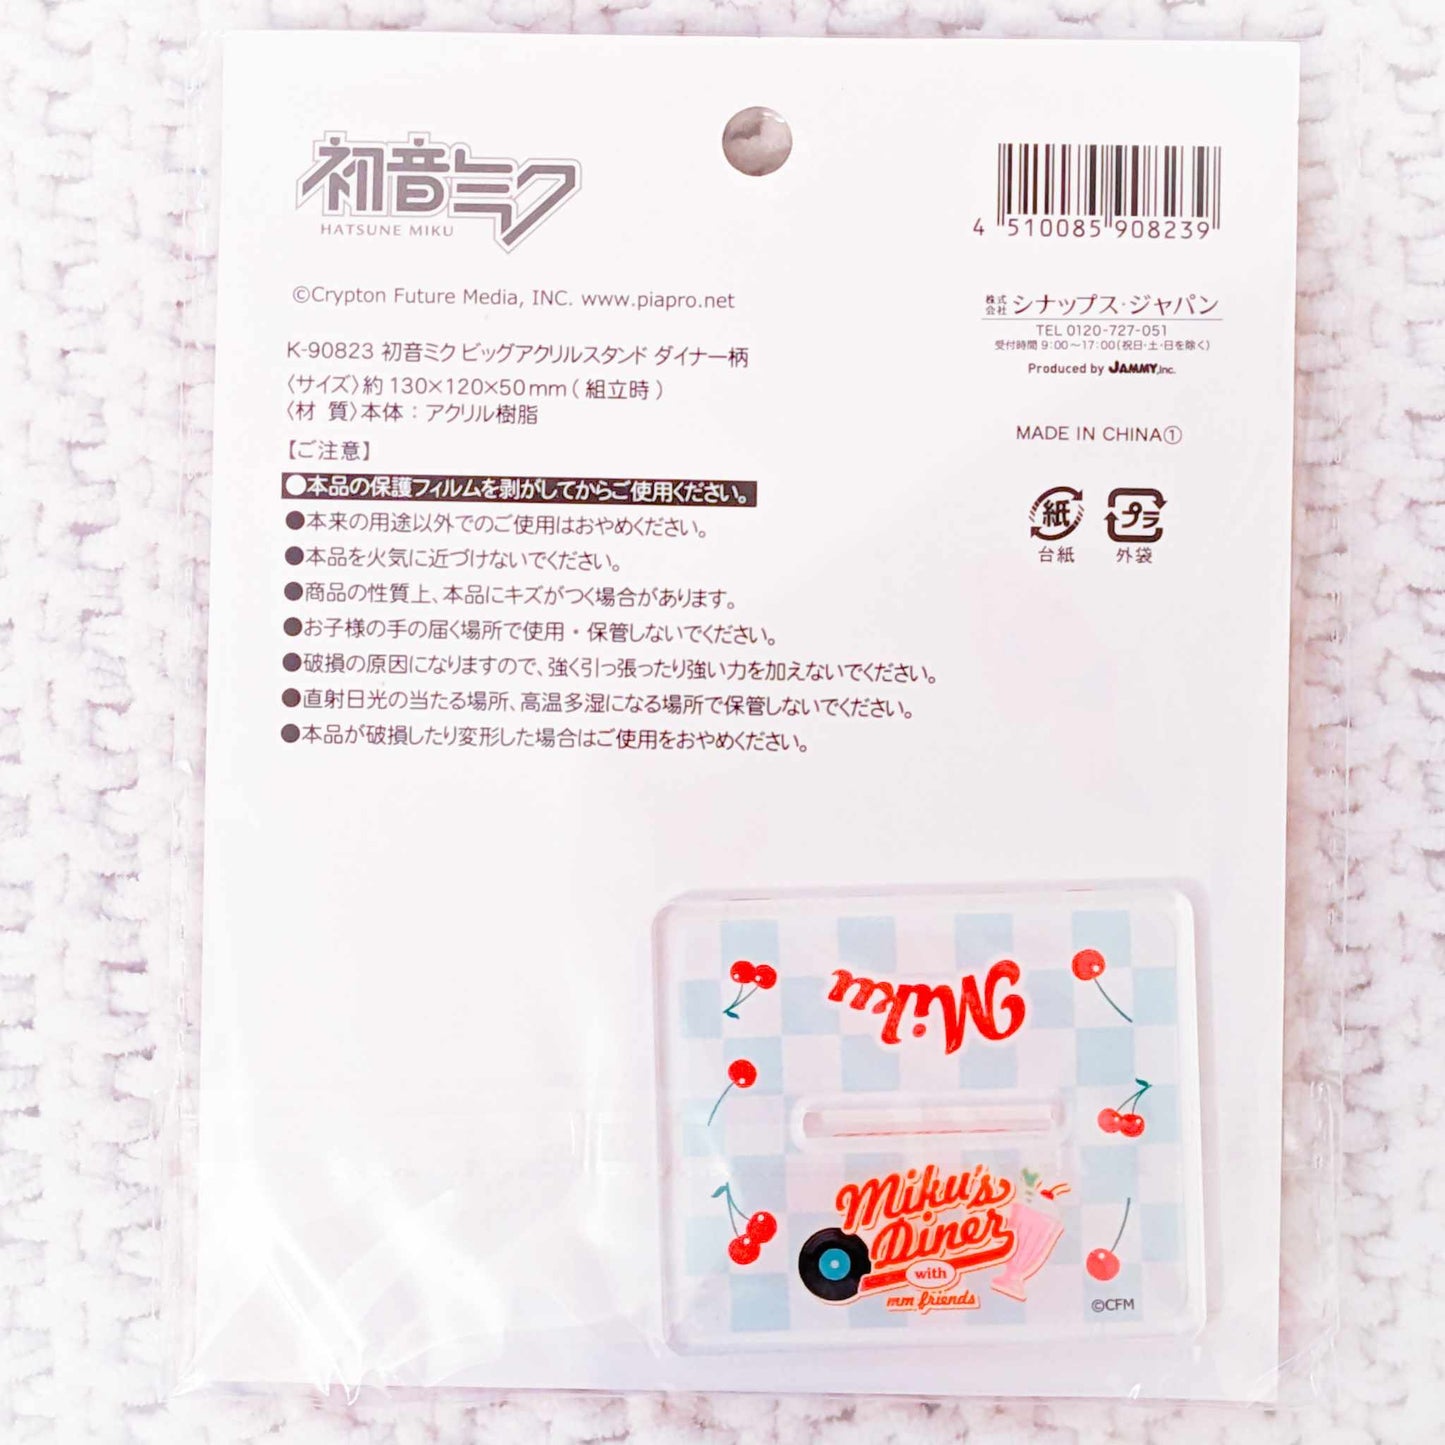 初音ミク
HATSUNE MIKU
4 510085 908239
©Crypton Future Media, INC. www.piapro.net
株式会社 シナップス・ジャパン
TEL 0120-727-051
受付時間 9:00～17:00(祝日・土・日を除く)
Produced by JAMMY,inc.
K-90823 初音ミク ビッグアクリルスタンド ダイナー柄
〈サイズ〉約 130×120×50mm ( 組立時 )
〈材 質〉本体 : アクリル樹脂
MADE IN CHINA①
【ご注意】
●本品の保護フィルムを剥がしてからご使用ください。
●本来の用途以外でのご使用はおやめください。
●本品を火気に近づけないでください。
●商品の性質上、本品にキズがつく場合があります。
●お子様の手の届く場所で使用・保管しないでください。
●破損の原因になりますので、強く引っ張ったり強い力を加えないでください。
●直射日光の当たる場所、高温多湿になる場所で保管しないでください。
●本品が破損したり変形した場合はご使用をおやめください。
紙 プラ
台紙 外袋
Miku
Miku's
Diner
with
mm friends
©CFM